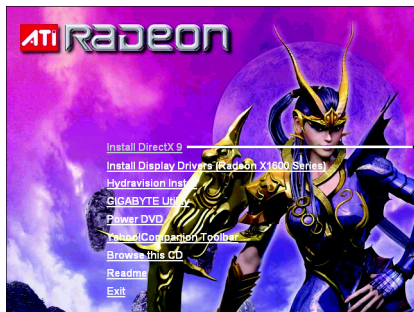 ATI RADEON
Install DirectX 9
Install Display Drivers (Radeon X1600 Series)
Hydravision Install
GIGABYTE Utility
Power DVD
Yahoo!Companion Toolbar
Browse this CD
Readme
Exit